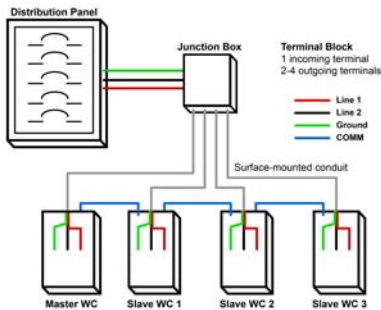 Distribution Panel
Junction Box
Terminal Block
1 incoming terminal
2-4 outgoing terminals
Line 1
Line 2
Ground
COMM
Surface-mounted conduit
Master WC
Slave WC 1
Slave WC 2
Slave WC 3